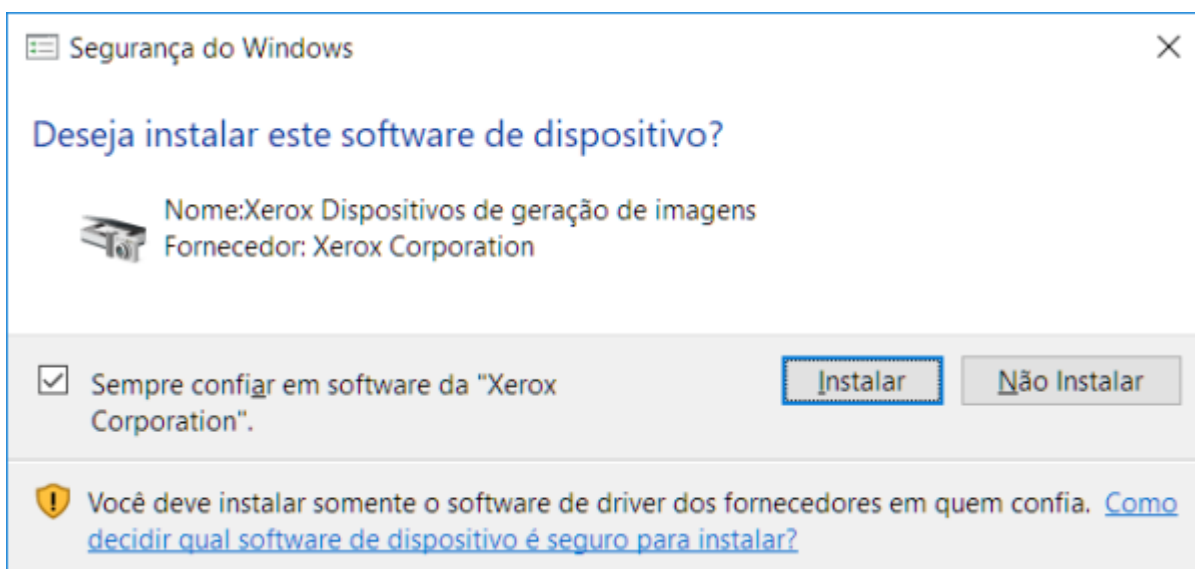 Segurança do Windows
Deseja instalar este software de dispositivo?
Nome:Xerox Dispositivos de geração de imagens
Fornecedor: Xerox Corporation
Sempre confiar em software da "Xerox
Corporation".
Instalar
Não Instalar
Você deve instalar somente o software de driver dos fornecedores em quem confia. Como
decidir qual software de dispositivo é seguro para instalar?